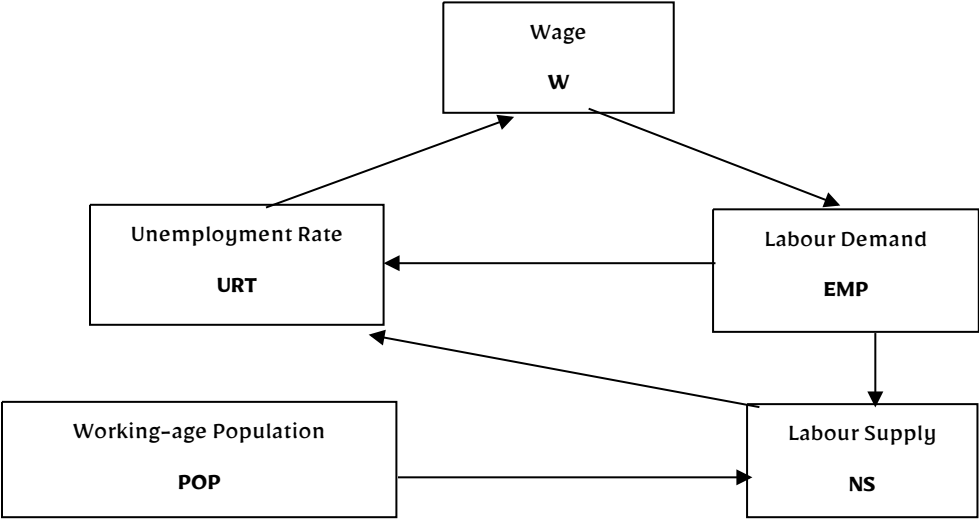 Wage
W
Unemployment Rate
URT
Labour Demand
EMP
Working-age Population
POP
Labour Supply
NS